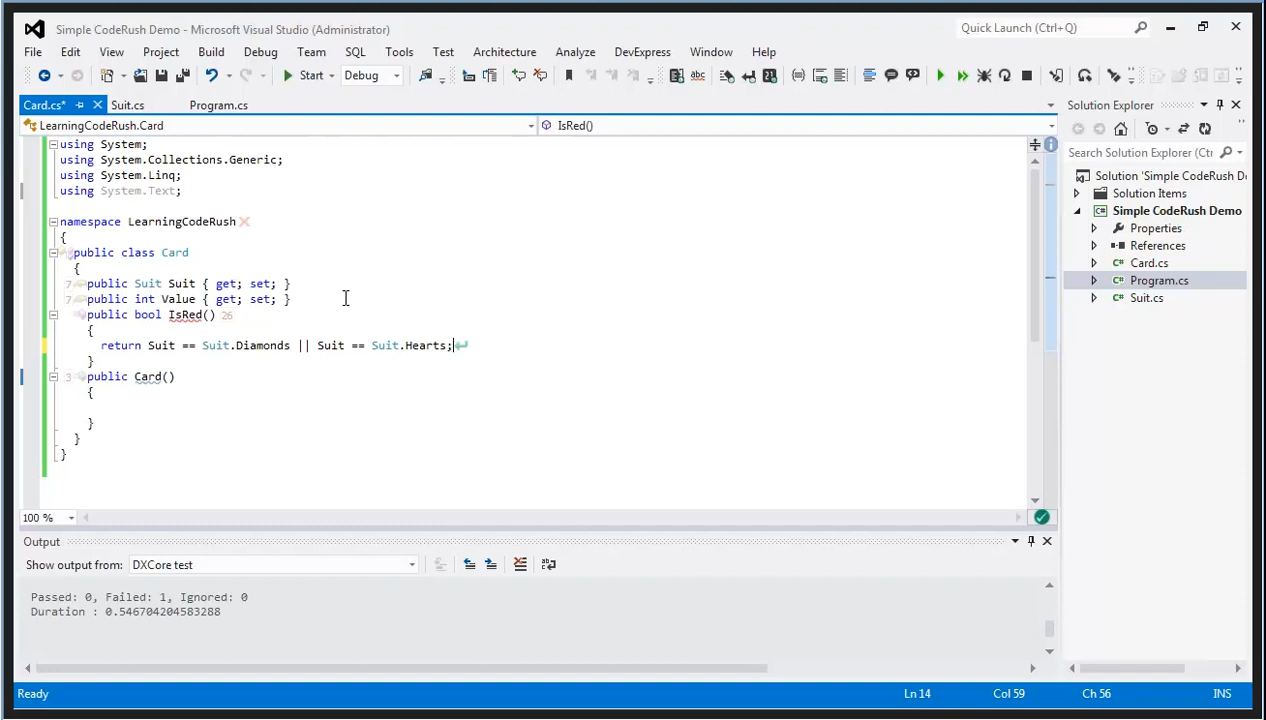 Simple CodeRush Demo - Microsoft Visual Studio (Administrator)
Quick Launch (Ctrl+Q)
File Edit View Project Build Debug Team SQL Tools Test Architecture Analyze DevExpress Window Help
Start Debug
Card.cs* Suit.cs Program.cs
LearningCodeRush.Card IsRed()
using System;
using System.Collections.Generic;
using System.Linq;
using System.Text;
namespace LearningCodeRush
{
public class Card
{
7 public Suit Suit { get; set; }
7 public int Value { get; set; }
public bool IsRed() 26
{
return Suit == Suit.Diamonds || Suit == Suit.Hearts;
}
3 public Card()
{
}
}
}
100 %
Output
Show output from: DXCore test
Passed: 0, Failed: 1, Ignored: 0
Duration : 0.546704204583288
Solution Explorer
Search Solution Explorer (Ctrl
Solution 'Simple CodeRush De
Solution Items
Simple CodeRush Demo
Properties
References
Card.cs
Program.cs
Suit.cs
Ready Ln 14 Col 59 Ch 56 INS